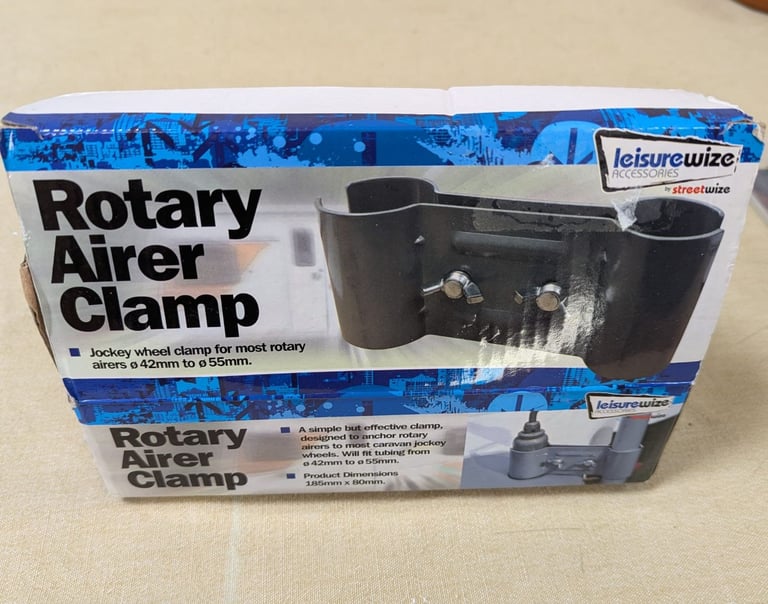 leisurewize
ACCESSORIES
by streetwize
Rotary
Airer
Clamp
Jockey wheel clamp for most rotary
airers ø 42mm to ø 55mm.
leisurewize
ACCESSORIES
Rotary
Airer
Clamp
A simple but effective clamp,
designed to anchor rotary
airers to most caravan jockey
wheels. Will fit tubing from
ø 42mm to ø 55mm.
Product Dimensions
185mm x 80mm.